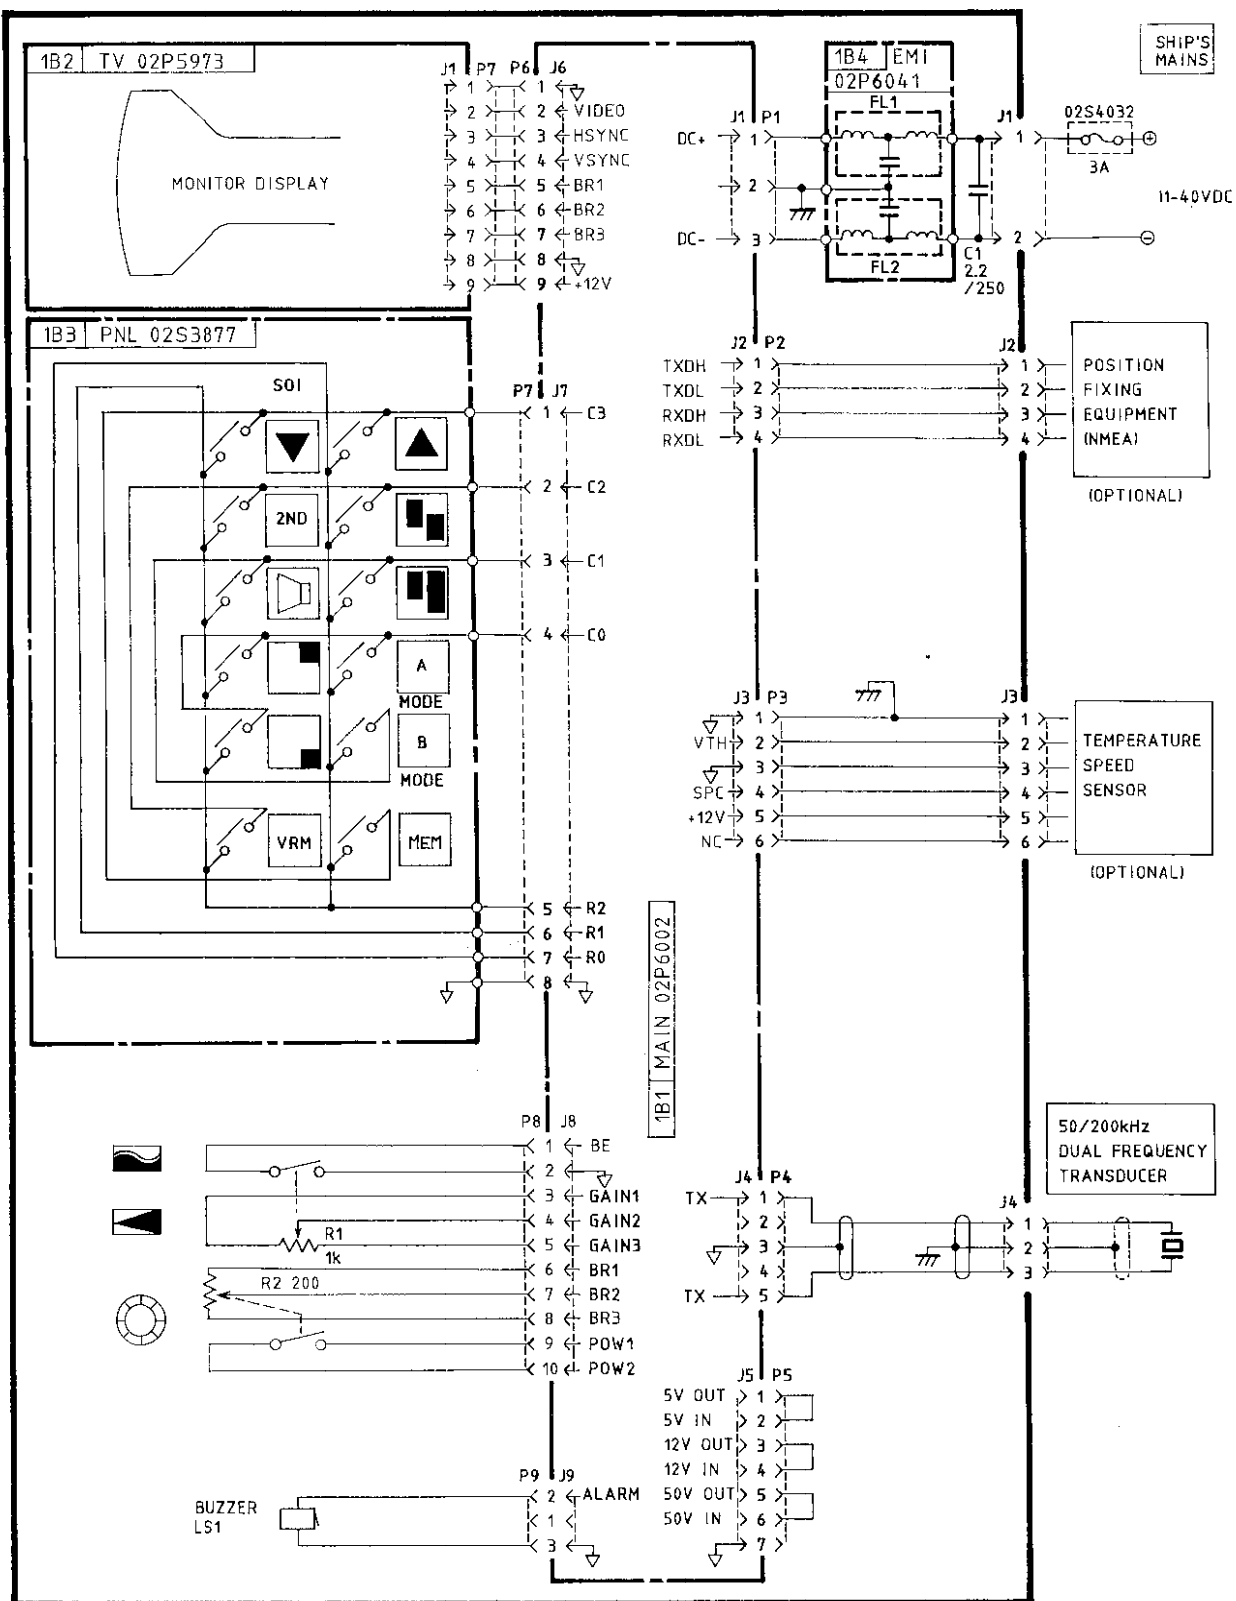 1B2 TV 02P5973
MONITOR DISPLAY
J1 P7 P6 J6
1 1
2 2 VIDEO
3 3 HSYNC
4 4 VSYNC
5 5 BR1
6 6 BR2
7 7 BR3
8 8
9 9 +12V
1B4 EMI
02P6041
FL1
FL2
J1 P1
DC+ 1
2
DC- 3
J1
1
2
C1
2.2
/250
SHIP'S
MAINS
02S4032
3A
⊕
11-40VDC
⊖
1B3 PNL 02S3877
S01
2ND
A
MODE
B
MODE
VRM
MEM
P7 J7
1 C3
2 C2
3 C1
4 C0
5 R2
6 R1
7 R0
8
J2 P2
TXDH 1
TXDL 2
RXDH 3
RXDL 4
J2
1 POSITION
2 FIXING
3 EQUIPMENT
4 (NMEA)
(OPTIONAL)
J3 P3
1
VTH 2
3
SPC 4
+12V 5
NC 6
J3
1
2 TEMPERATURE
3 SPEED
4 SENSOR
5
6
(OPTIONAL)
1B1 MAIN 02P6002
P8 J8
1 BE
2
3 GAIN1
4 GAIN2
5 GAIN3
6 BR1
7 BR2
8 BR3
9 POW1
10 POW2
R1
1k
R2 200
50/200kHz
DUAL FREQUENCY
TRANSDUCER
J4 P4
TX 1
2
3
4
TX 5
J4
1
2
3
J5 P5
5V OUT 1
5V IN 2
12V OUT 3
12V IN 4
50V OUT 5
50V IN 6
7
P9 J9
2 ALARM
1
3
BUZZER
LS1